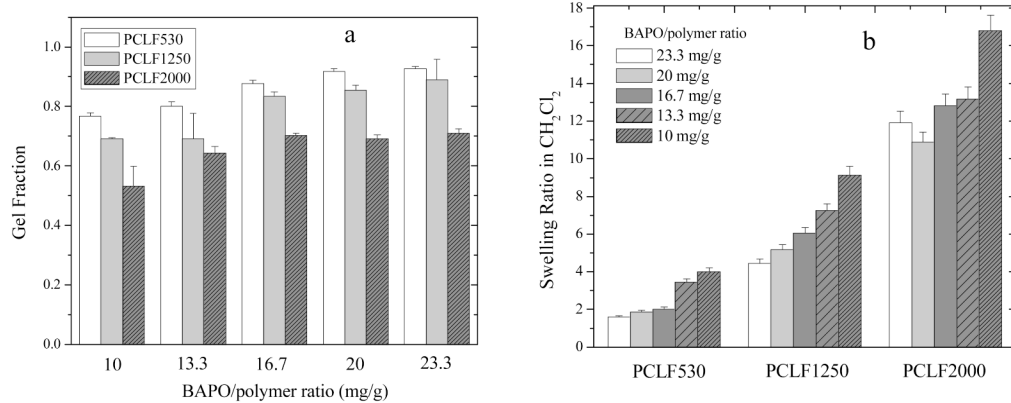 a
PCLF530
PCLF1250
PCLF2000
1.0
0.8
0.6
0.4
0.2
0.0
Gel Fraction
10 13.3 16.7 20 23.3
BAPO/polymer ratio (mg/g)
b
BAPO/polymer ratio
23.3 mg/g
20 mg/g
16.7 mg/g
13.3 mg/g
10 mg/g
18
16
14
12
10
8
6
4
2
0
Swelling Ratio in CH₂Cl₂
PCLF530 PCLF1250 PCLF2000